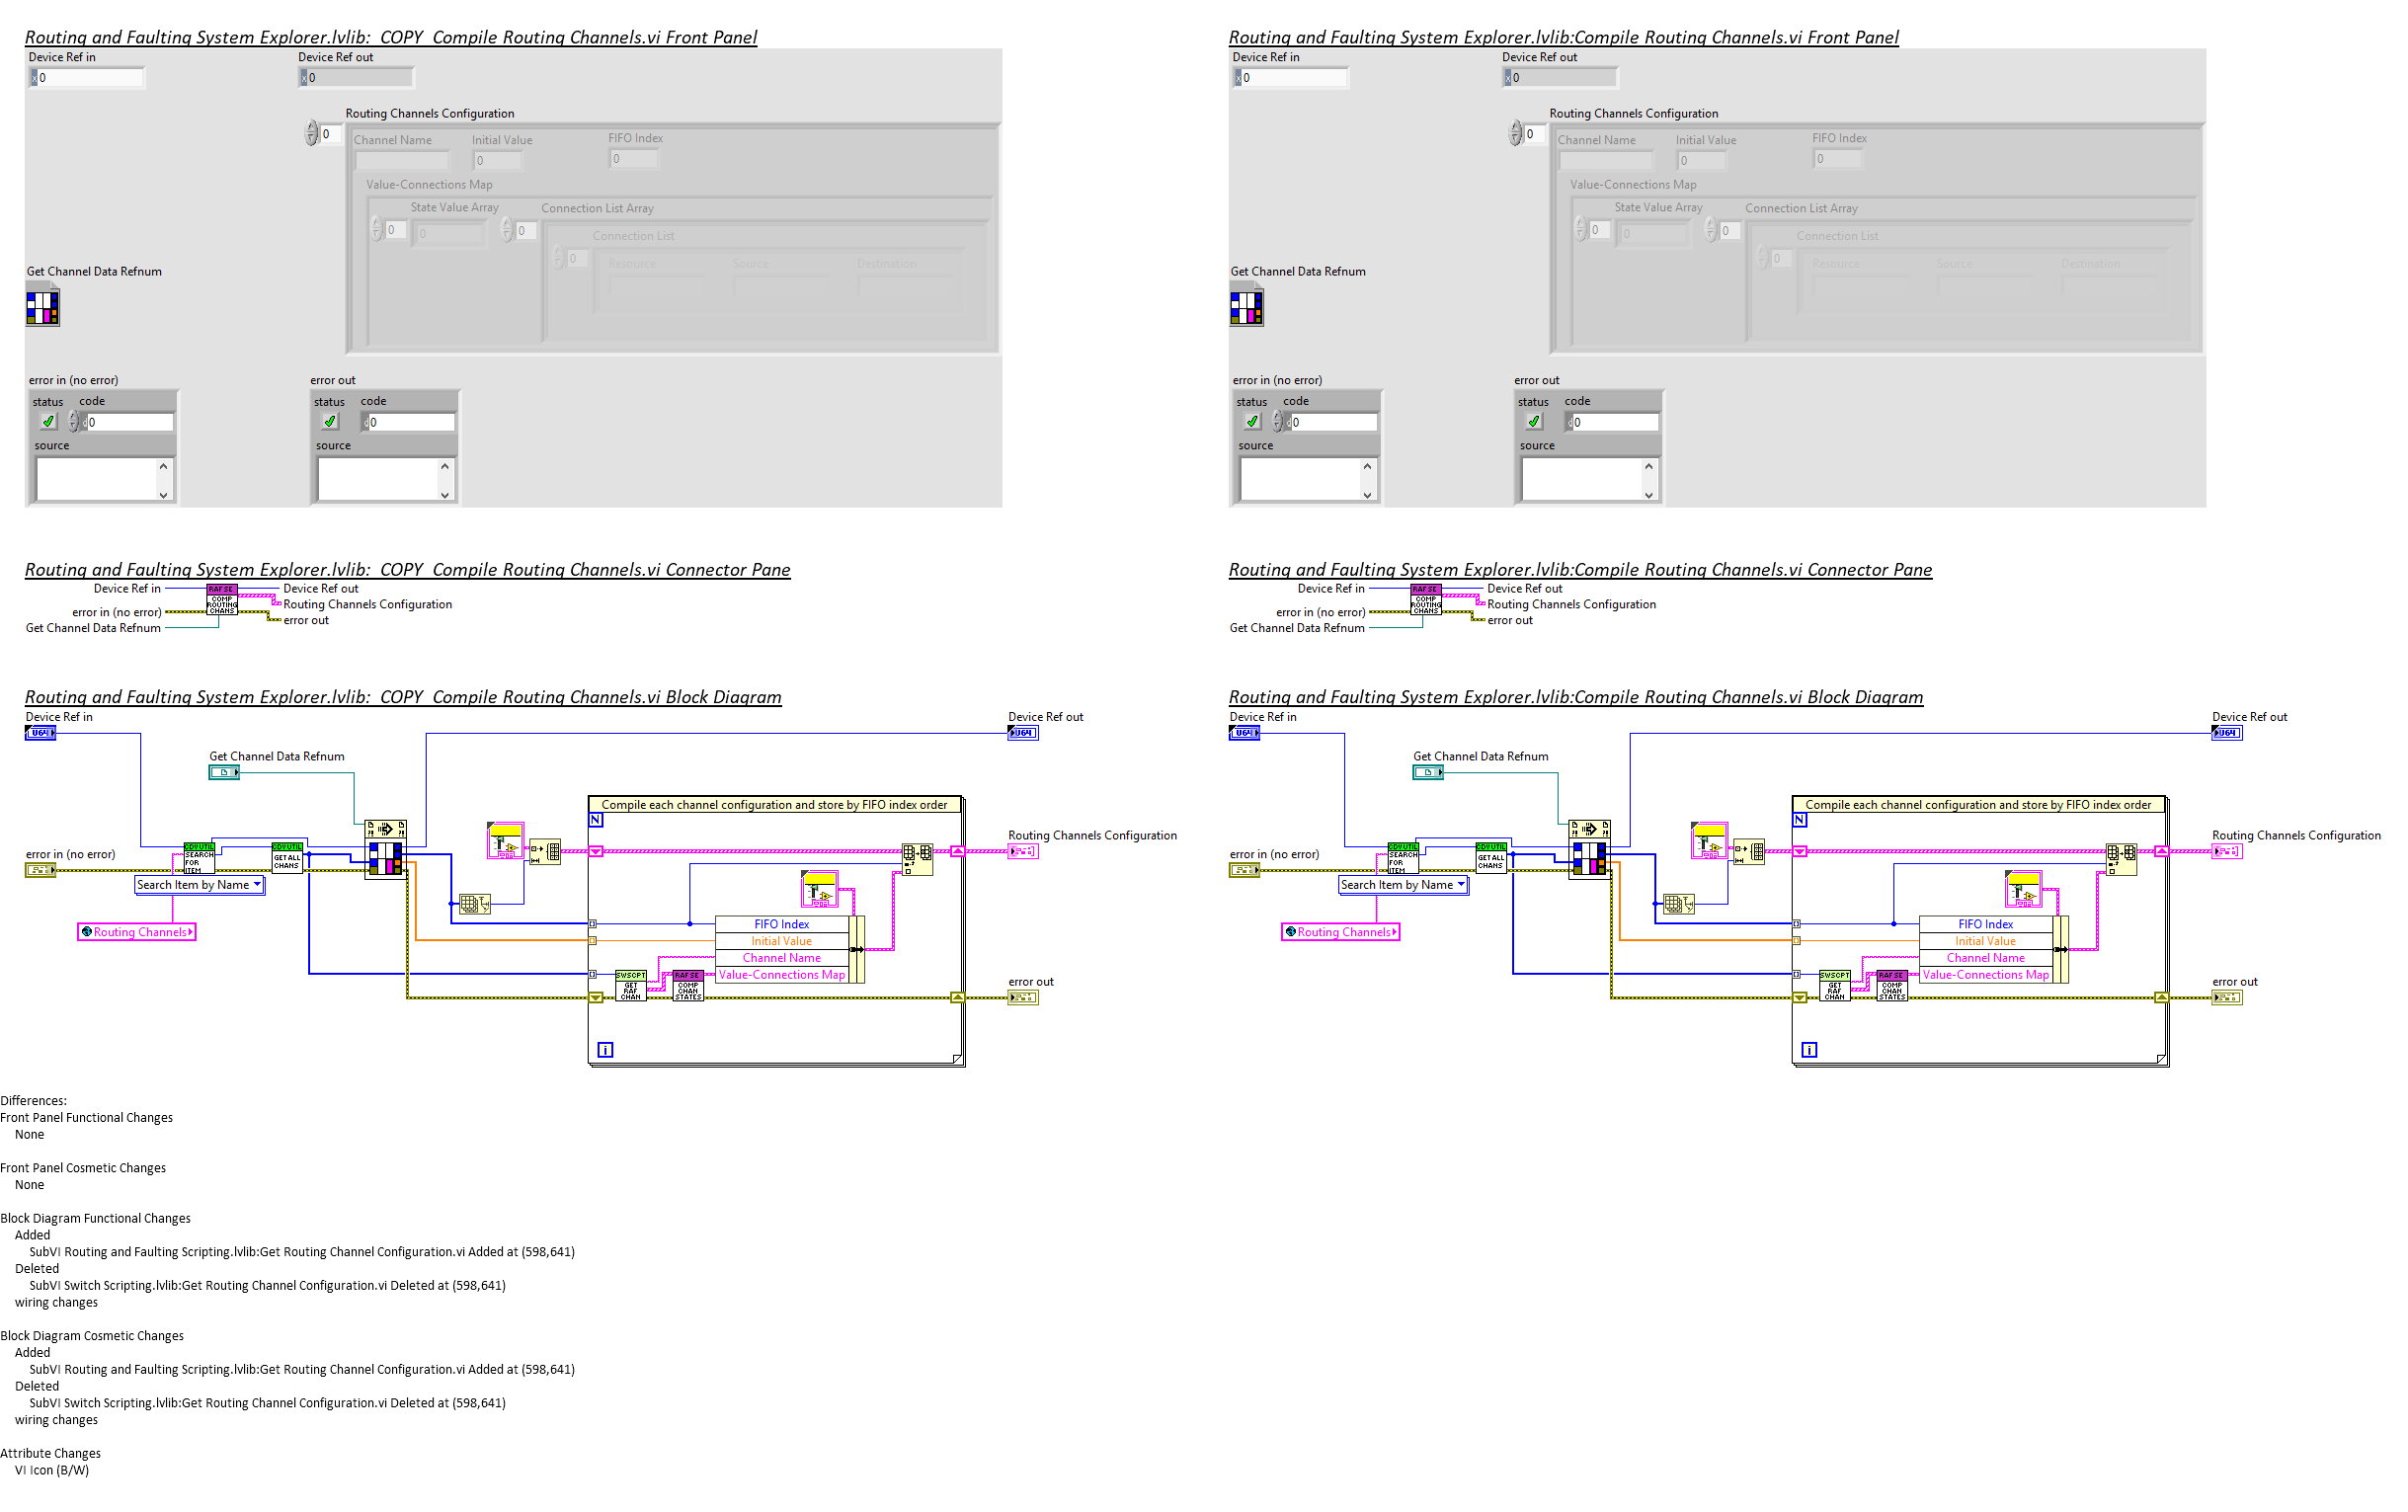 Routing and Faulting System Explorer.lvlib:_COPY_Compile Routing Channels.vi Front Panel
Device Ref in
Device Ref out
0
0
Routing Channels Configuration
0
Channel Name
Initial Value
FIFO Index
0
0
Value-Connections Map
State Value Array
Connection List Array
0
0
0
Connection List
0
Resource
Source
Destination
Get Channel Data Refnum
error in (no error)
error out
status
code
status
code
0
0
source
source
Routing and Faulting System Explorer.lvlib:Compile Routing Channels.vi Front Panel
Device Ref in
Device Ref out
0
0
Routing Channels Configuration
0
Channel Name
Initial Value
FIFO Index
0
0
Value-Connections Map
State Value Array
Connection List Array
0
0
0
Connection List
0
Resource
Source
Destination
Get Channel Data Refnum
error in (no error)
error out
status
code
status
code
0
0
source
source
Routing and Faulting System Explorer.lvlib:_COPY_Compile Routing Channels.vi Connector Pane
Device Ref in
RAFSE
COMP
ROUTING
CHANS
Device Ref out
Routing Channels Configuration
error in (no error)
error out
Get Channel Data Refnum
Routing and Faulting System Explorer.lvlib:Compile Routing Channels.vi Connector Pane
Device Ref in
RAFSE
COMP
ROUTING
CHANS
Device Ref out
Routing Channels Configuration
error in (no error)
error out
Get Channel Data Refnum
Routing and Faulting System Explorer.lvlib:_COPY_Compile Routing Channels.vi Block Diagram
Device Ref in
U64
Device Ref out
U64
Get Channel Data Refnum
Compile each channel configuration and store by FIFO index order
N
Routing Channels Configuration
error in (no error)
CDYUTIL
SEARCH
FOR
ITEM
CDYUTIL
GET ALL
CHANS
Search Item by Name
Routing Channels
FIFO Index
Initial Value
Channel Name
Value-Connections Map
SWSCPT
GET
RAF
CHAN
RAFSE
COMP
CHAN
STATES
error out
i
Routing and Faulting System Explorer.lvlib:Compile Routing Channels.vi Block Diagram
Device Ref in
U64
Device Ref out
U64
Get Channel Data Refnum
Compile each channel configuration and store by FIFO index order
N
Routing Channels Configuration
error in (no error)
CDYUTIL
SEARCH
FOR
ITEM
CDYUTIL
GET ALL
CHANS
Search Item by Name
Routing Channels
FIFO Index
Initial Value
Channel Name
Value-Connections Map
SWSCPT
GET
RAF
CHAN
RAFSE
COMP
CHAN
STATES
error out
i
Differences:
Front Panel Functional Changes
None
Front Panel Cosmetic Changes
None
Block Diagram Functional Changes
Added
SubVI Routing and Faulting Scripting.lvlib:Get Routing Channel Configuration.vi Added at (598,641)
Deleted
SubVI Switch Scripting.lvlib:Get Routing Channel Configuration.vi Deleted at (598,641)
wiring changes
Block Diagram Cosmetic Changes
Added
SubVI Routing and Faulting Scripting.lvlib:Get Routing Channel Configuration.vi Added at (598,641)
Deleted
SubVI Switch Scripting.lvlib:Get Routing Channel Configuration.vi Deleted at (598,641)
wiring changes
Attribute Changes
VI Icon (B/W)